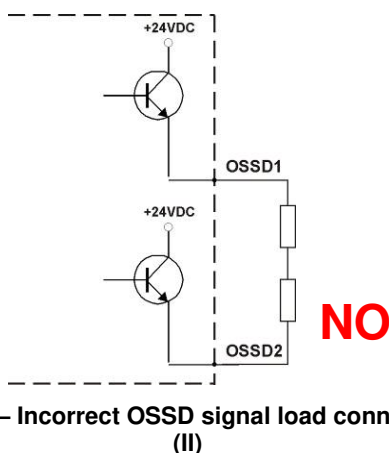 +24VDC
OSSD1
+24VDC
NO
OSSD2
– Incorrect OSSD signal load conn
(II)